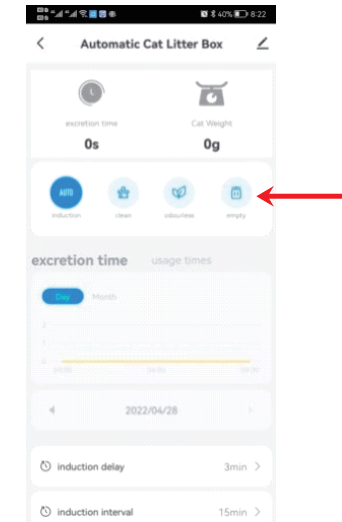 40% 8:22
Automatic Cat Litter Box
excretion time Cat Weight
0s 0g
AUTO
induction clean odourless empty
excretion time usage times
Day Month
2022/04/28
induction delay 3min
induction interval 15min